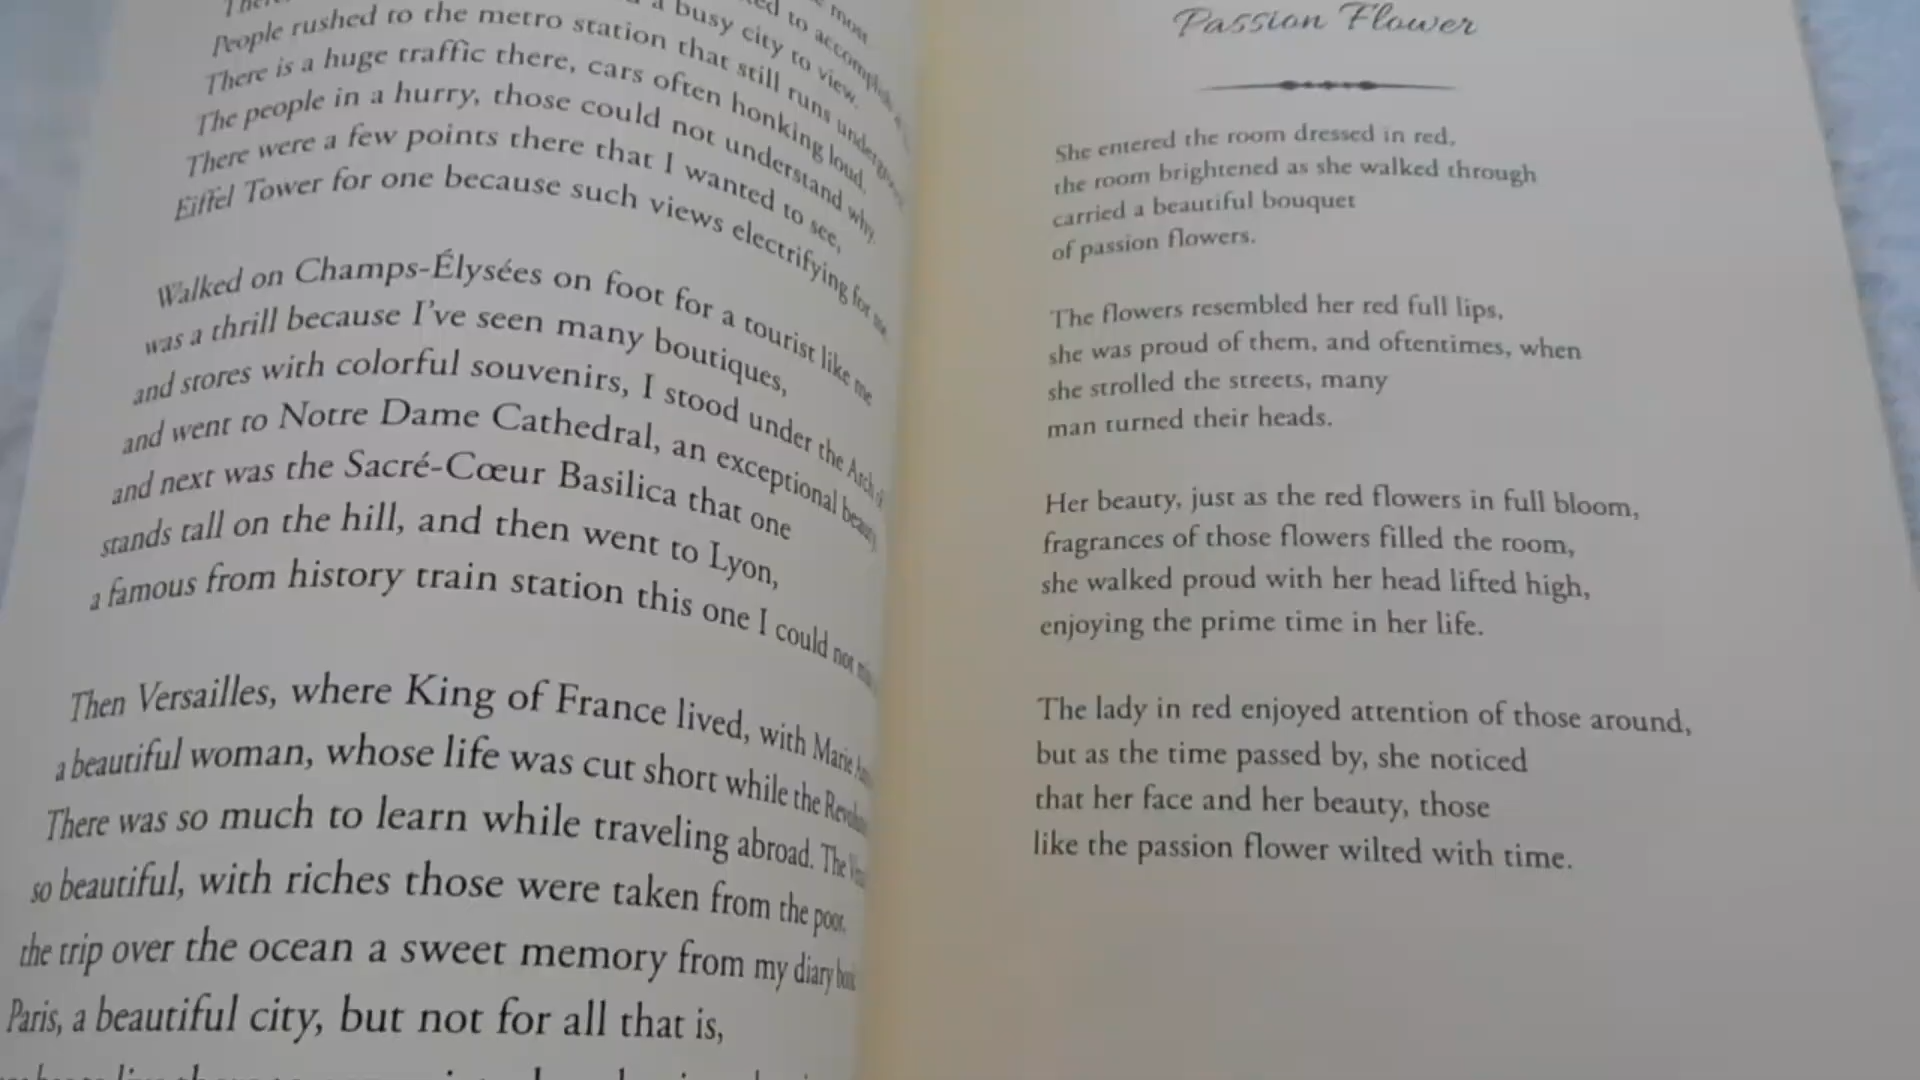 a busy city to view.
People rushed to the metro station that still runs underground
There is a huge traffic there, cars often honking loud.
The people in a hurry, those could not understand why.
There were a few points there that I wanted to see,
Eiffel Tower for one because such views electrifying for me
Walked on Champs-Élysées on foot for a tourist like me
was a thrill because I've seen many boutiques,
and stores with colorful souvenirs, I stood under the Arch of
and went to Notre Dame Cathedral, an exceptional beauty
and next was the Sacré-Cœur Basilica that one
stands tall on the hill, and then went to Lyon,
a famous from history train station this one I could not
Then Versailles, where King of France lived, with Marie
a beautiful woman, whose life was cut short while the
There was so much to learn while traveling abroad. The
so beautiful, with riches those were taken from the poor.
the trip over the ocean a sweet memory from my diary
Paris, a beautiful city, but not for all that is,
Passion Flower
She entered the room dressed in red,
the room brightened as she walked through
carried a beautiful bouquet
of passion flowers.
The flowers resembled her red full lips,
she was proud of them, and oftentimes, when
she strolled the streets, many
man turned their heads.
Her beauty, just as the red flowers in full bloom,
fragrances of those flowers filled the room,
she walked proud with her head lifted high,
enjoying the prime time in her life.
The lady in red enjoyed attention of those around,
but as the time passed by, she noticed
that her face and her beauty, those
like the passion flower wilted with time.